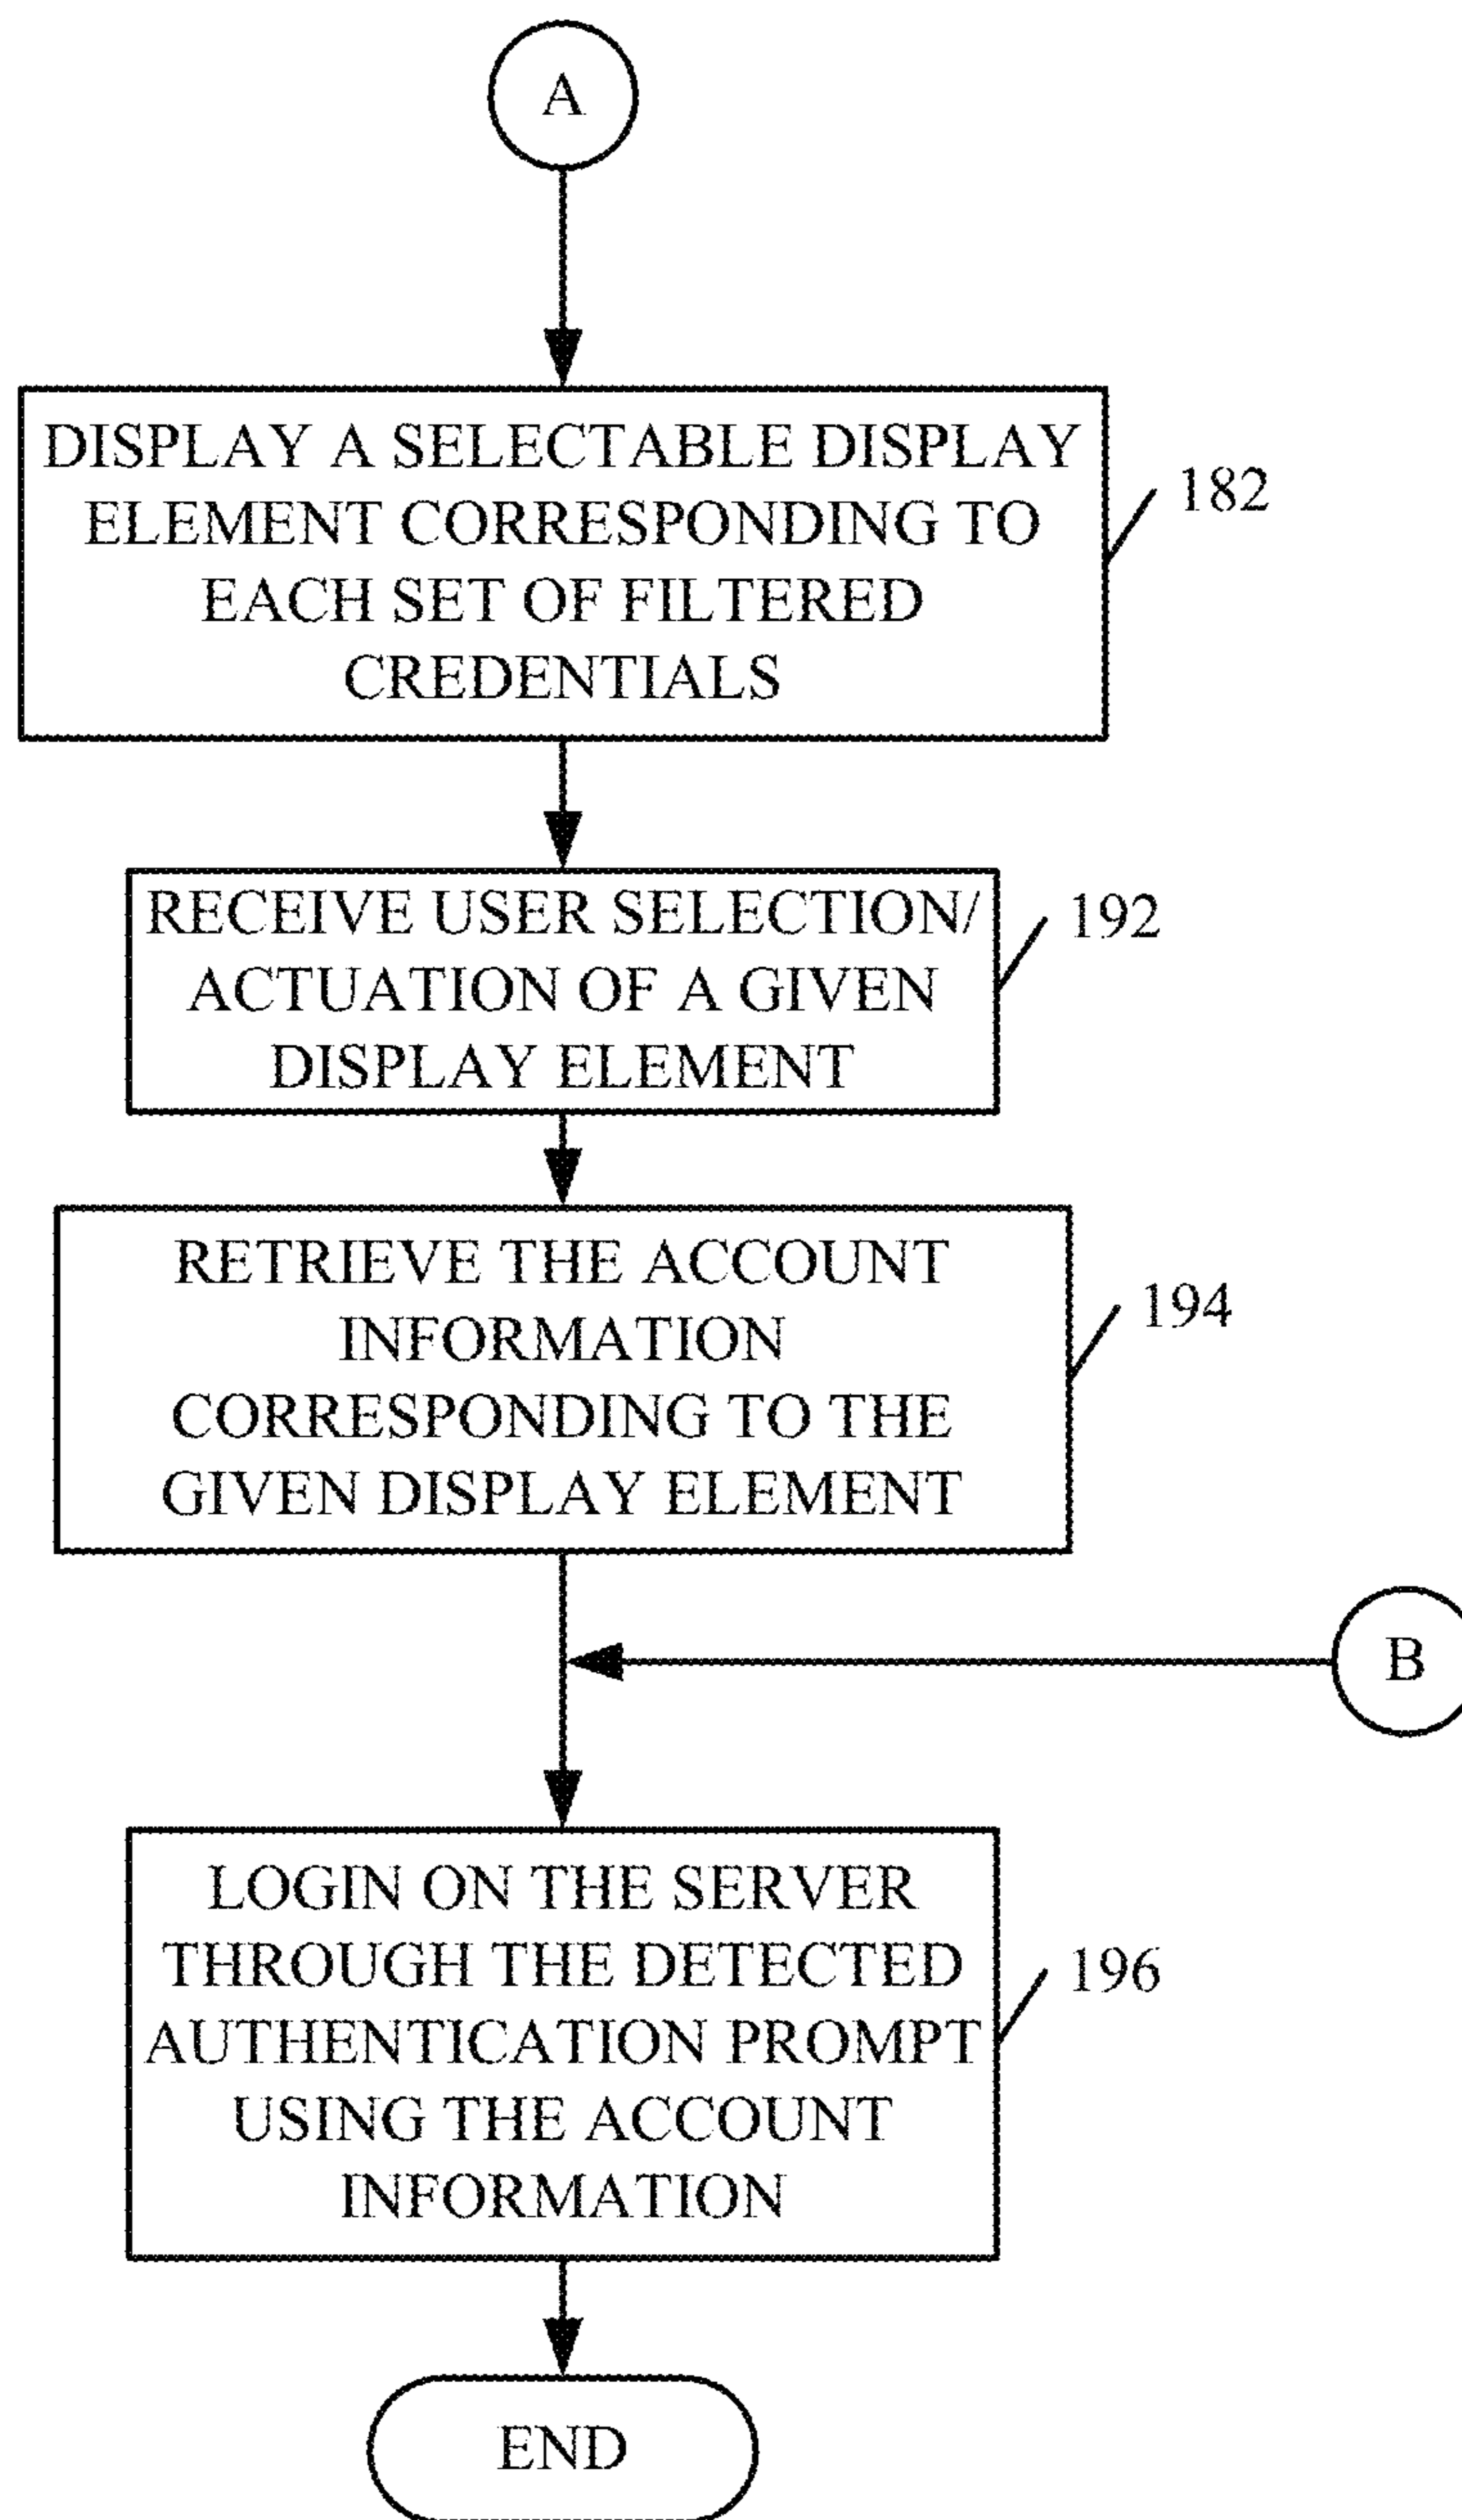 A
DISPLAY A SELECTABLE DISPLAY
ELEMENT CORRESPONDING TO
EACH SET OF FILTERED
CREDENTIALS
182
RECEIVE USER SELECTION/
ACTUATION OF A GIVEN
DISPLAY ELEMENT
192
RETRIEVE THE ACCOUNT
INFORMATION
CORRESPONDING TO THE
GIVEN DISPLAY ELEMENT
194
B
LOGIN ON THE SERVER
THROUGH THE DETECTED
AUTHENTICATION PROMPT
USING THE ACCOUNT
INFORMATION
196
END